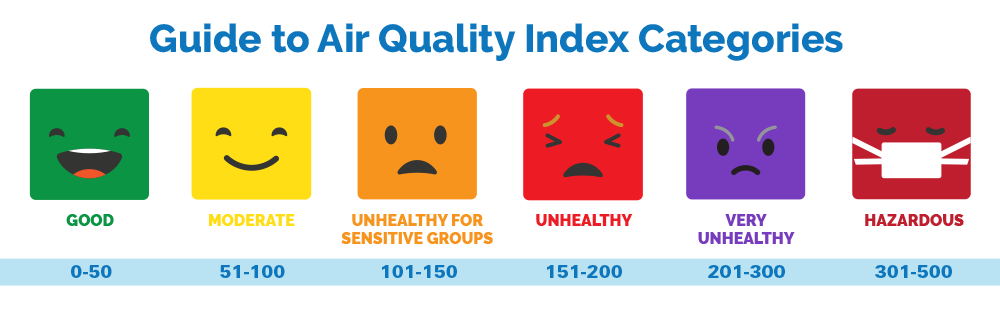 Guide to Air Quality Index Categories
GOOD
MODERATE
UNHEALTHY FOR
SENSITIVE GROUPS
UNHEALTHY
VERY
UNHEALTHY
HAZARDOUS
0-50
51-100
101-150
151-200
201-300
301-500